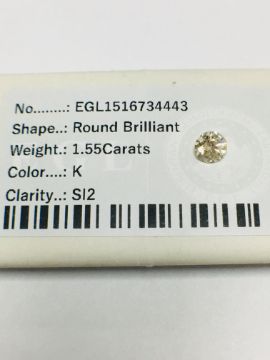 No........: EGL1516734443
Shape..: Round Brilliant
Weight.: 1.55Carats
Color....: K
Clarity..: SI2